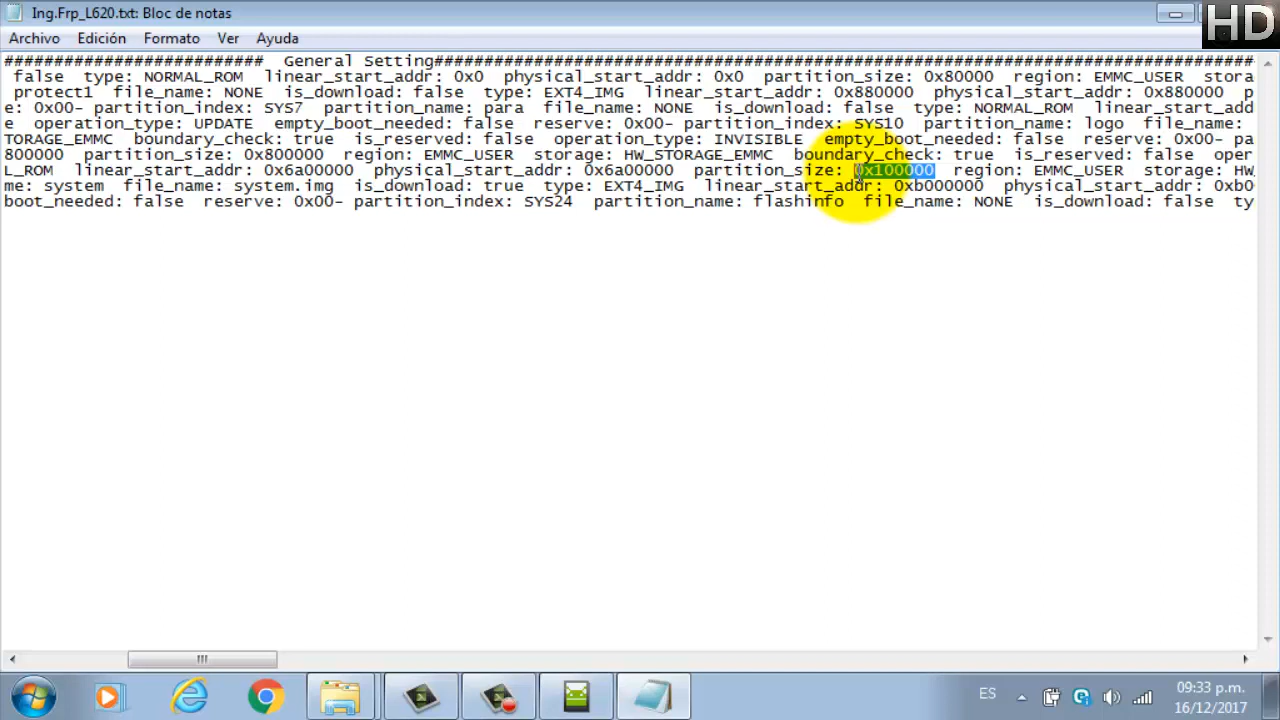 Ing.Frp_L620.txt: Bloc de notas
HD
Archivo Edición Formato Ver Ayuda
########################## General Setting##################################################################################
false type: NORMAL_ROM linear_start_addr: 0x0 physical_start_addr: 0x0 partition_size: 0x80000 region: EMMC_USER stora
protect1 file_name: NONE is_download: false type: EXT4_IMG linear_start_addr: 0x880000 physical_start_addr: 0x880000 p
e: 0x00- partition_index: SYS7 partition_name: para file_name: NONE is_download: false type: NORMAL_ROM linear_start_add
e operation_type: UPDATE empty_boot_needed: false reserve: 0x00- partition_index: SYS10 partition_name: logo file_name:
TORAGE_EMMC boundary_check: true is_reserved: false operation_type: INVISIBLE empty_boot_needed: false reserve: 0x00- pa
800000 partition_size: 0x800000 region: EMMC_USER storage: HW_STORAGE_EMMC boundary_check: true is_reserved: false oper
L_ROM linear_start_addr: 0x6a00000 physical_start_addr: 0x6a00000 partition_size: 0x100000 region: EMMC_USER storage: HW_
me: system file_name: system.img is_download: true type: EXT4_IMG linear_start_addr: 0xb000000 physical_start_addr: 0xb0
boot_needed: false reserve: 0x00- partition_index: SYS24 partition_name: flashinfo file_name: NONE is_download: false ty
ES
09:33 p.m.
16/12/2017